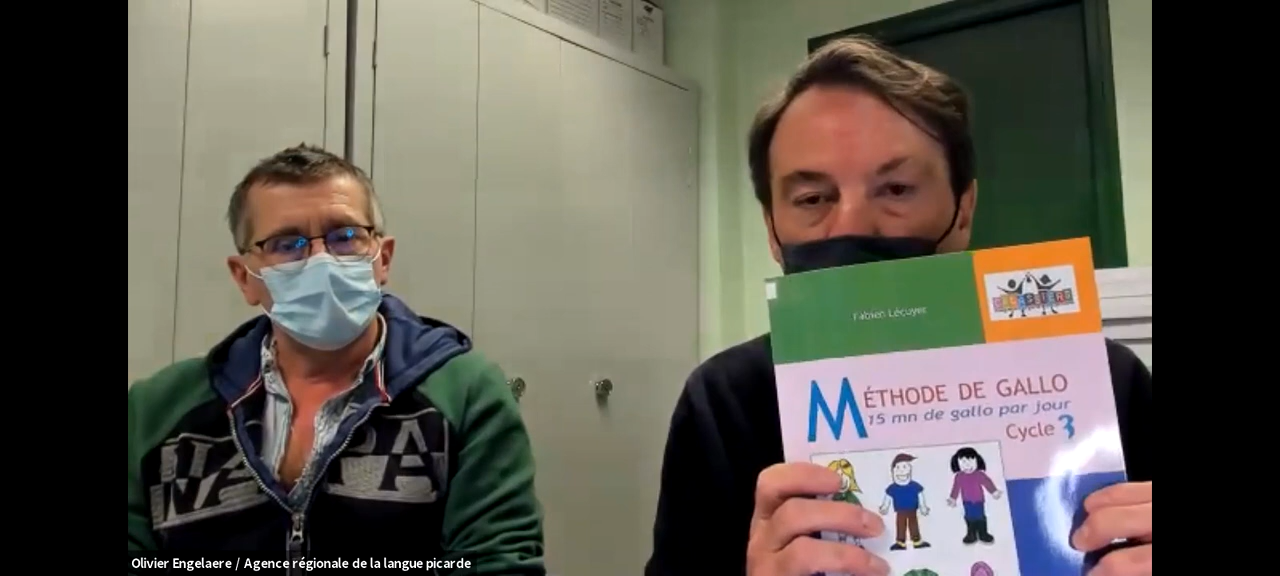 Fabien Lécuyer
MÉTHODE DE GALLO
15 mn de gallo par jour
Cycle 3
NAPA
Olivier Engelaere / Agence régionale de la langue picarde